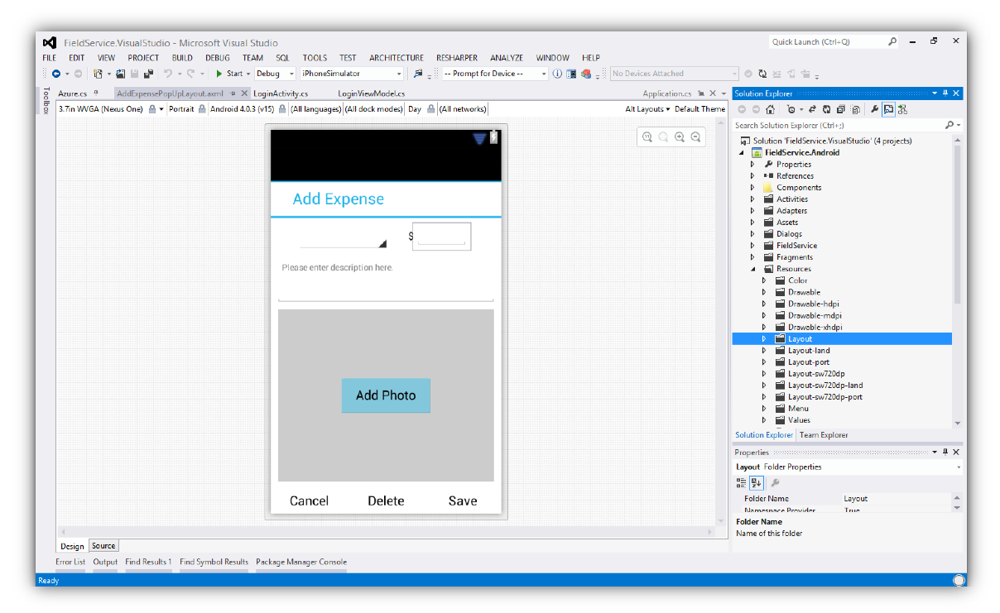 FieldService.VisualStudio - Microsoft Visual Studio
Quick Launch (Ctrl+Q)
FILE EDIT VIEW PROJECT BUILD DEBUG TEAM SQL TOOLS TEST ARCHITECTURE RESHARPER ANALYZE WINDOW HELP
Start Debug iPhoneSimulator -- Prompt for Device -- No Devices Attached
Toolbox
Azure.cs AddExpensePopUpLayout.axml LoginActivity.cs LoginViewModel.cs Application.cs
3.7in WVGA (Nexus One) Portrait Android 4.0.3 (v15) (All languages) (All dock modes) Day (All networks) Alt Layouts Default Theme
Add Expense
$
Please enter description here.
Add Photo
Cancel Delete Save
Design Source
Solution Explorer
Search Solution Explorer (Ctrl+;)
Solution 'FieldService.VisualStudio' (4 projects)
FieldService.Android
Properties
References
Components
Activities
Adapters
Assets
Dialogs
FieldService
Fragments
Resources
Color
Drawable
Drawable-hdpi
Drawable-mdpi
Drawable-xhdpi
Layout
Layout-land
Layout-port
Layout-sw720dp
Layout-sw720dp-land
Layout-sw720dp-port
Menu
Values
Solution Explorer Team Explorer
Properties
Layout Folder Properties
Folder Name Layout
Namespace Provider True
Folder Name
Name of this folder
Error List Output Find Results 1 Find Symbol Results Package Manager Console
Ready